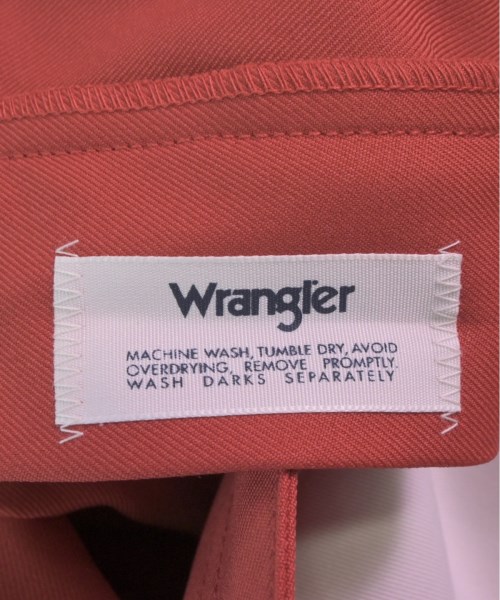 Wrangler
MACHINE WASH, TUMBLE DRY, AVOID
OVERDRYING, REMOVE PROMPTLY.
WASH DARKS SEPARATELY